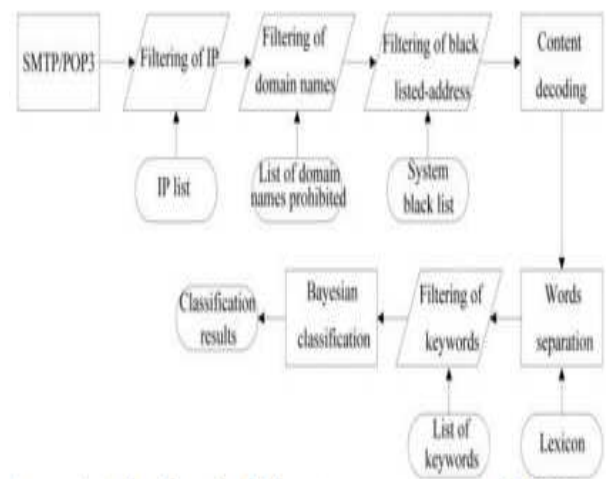 SMTP/POP3
Filtering of IP
Filtering of
domain names
Filtering of black
listed-address
Content
decoding
IP list
List of domain
names prohibited
System
black list
Classification
results
Bayesian
classification
Filtering of
keywords
Words
separation
List of
keywords
Lexicon